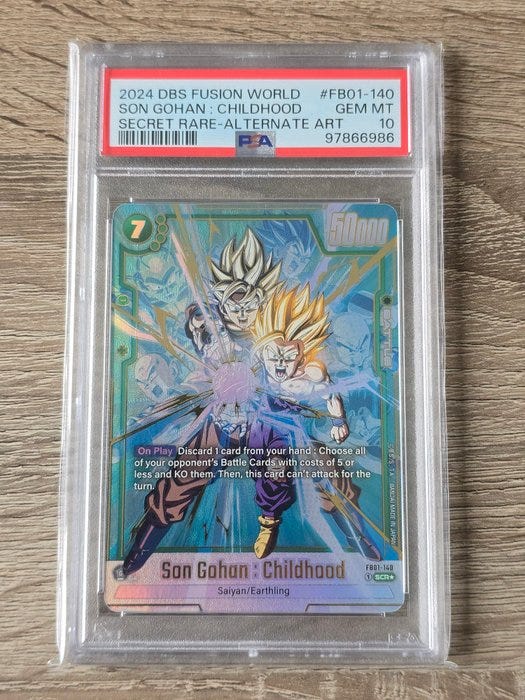 2024 DBS FUSION WORLD #FB01-140
SON GOHAN : CHILDHOOD GEM MT
SECRET RARE-ALTERNATE ART 10
PSA 97866986
7
50000
BATTLE
On Play Discard 1 card from your hand : Choose all
of your opponent's Battle Cards with costs of 5 or
less and KO them. Then, this card can't attack for the
turn.
FB01-140
Son Gohan : Childhood
1 SCR★
Saiyan/Earthling